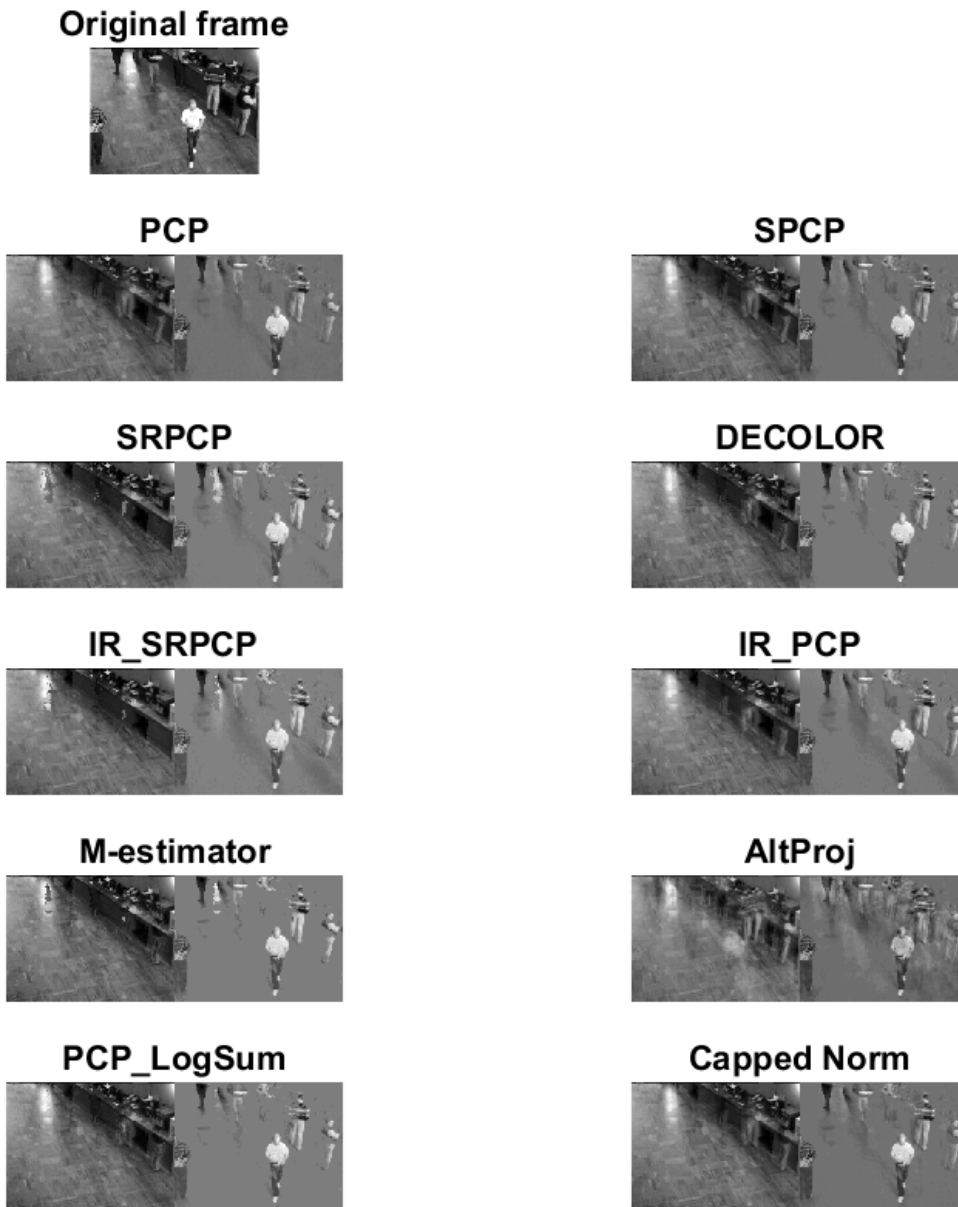 Original frame
PCP
SPCP
SRPCP
DECOLOR
IR_SRPCP
IR_PCP
M-estimator
AltProj
PCP_LogSum
Capped Norm